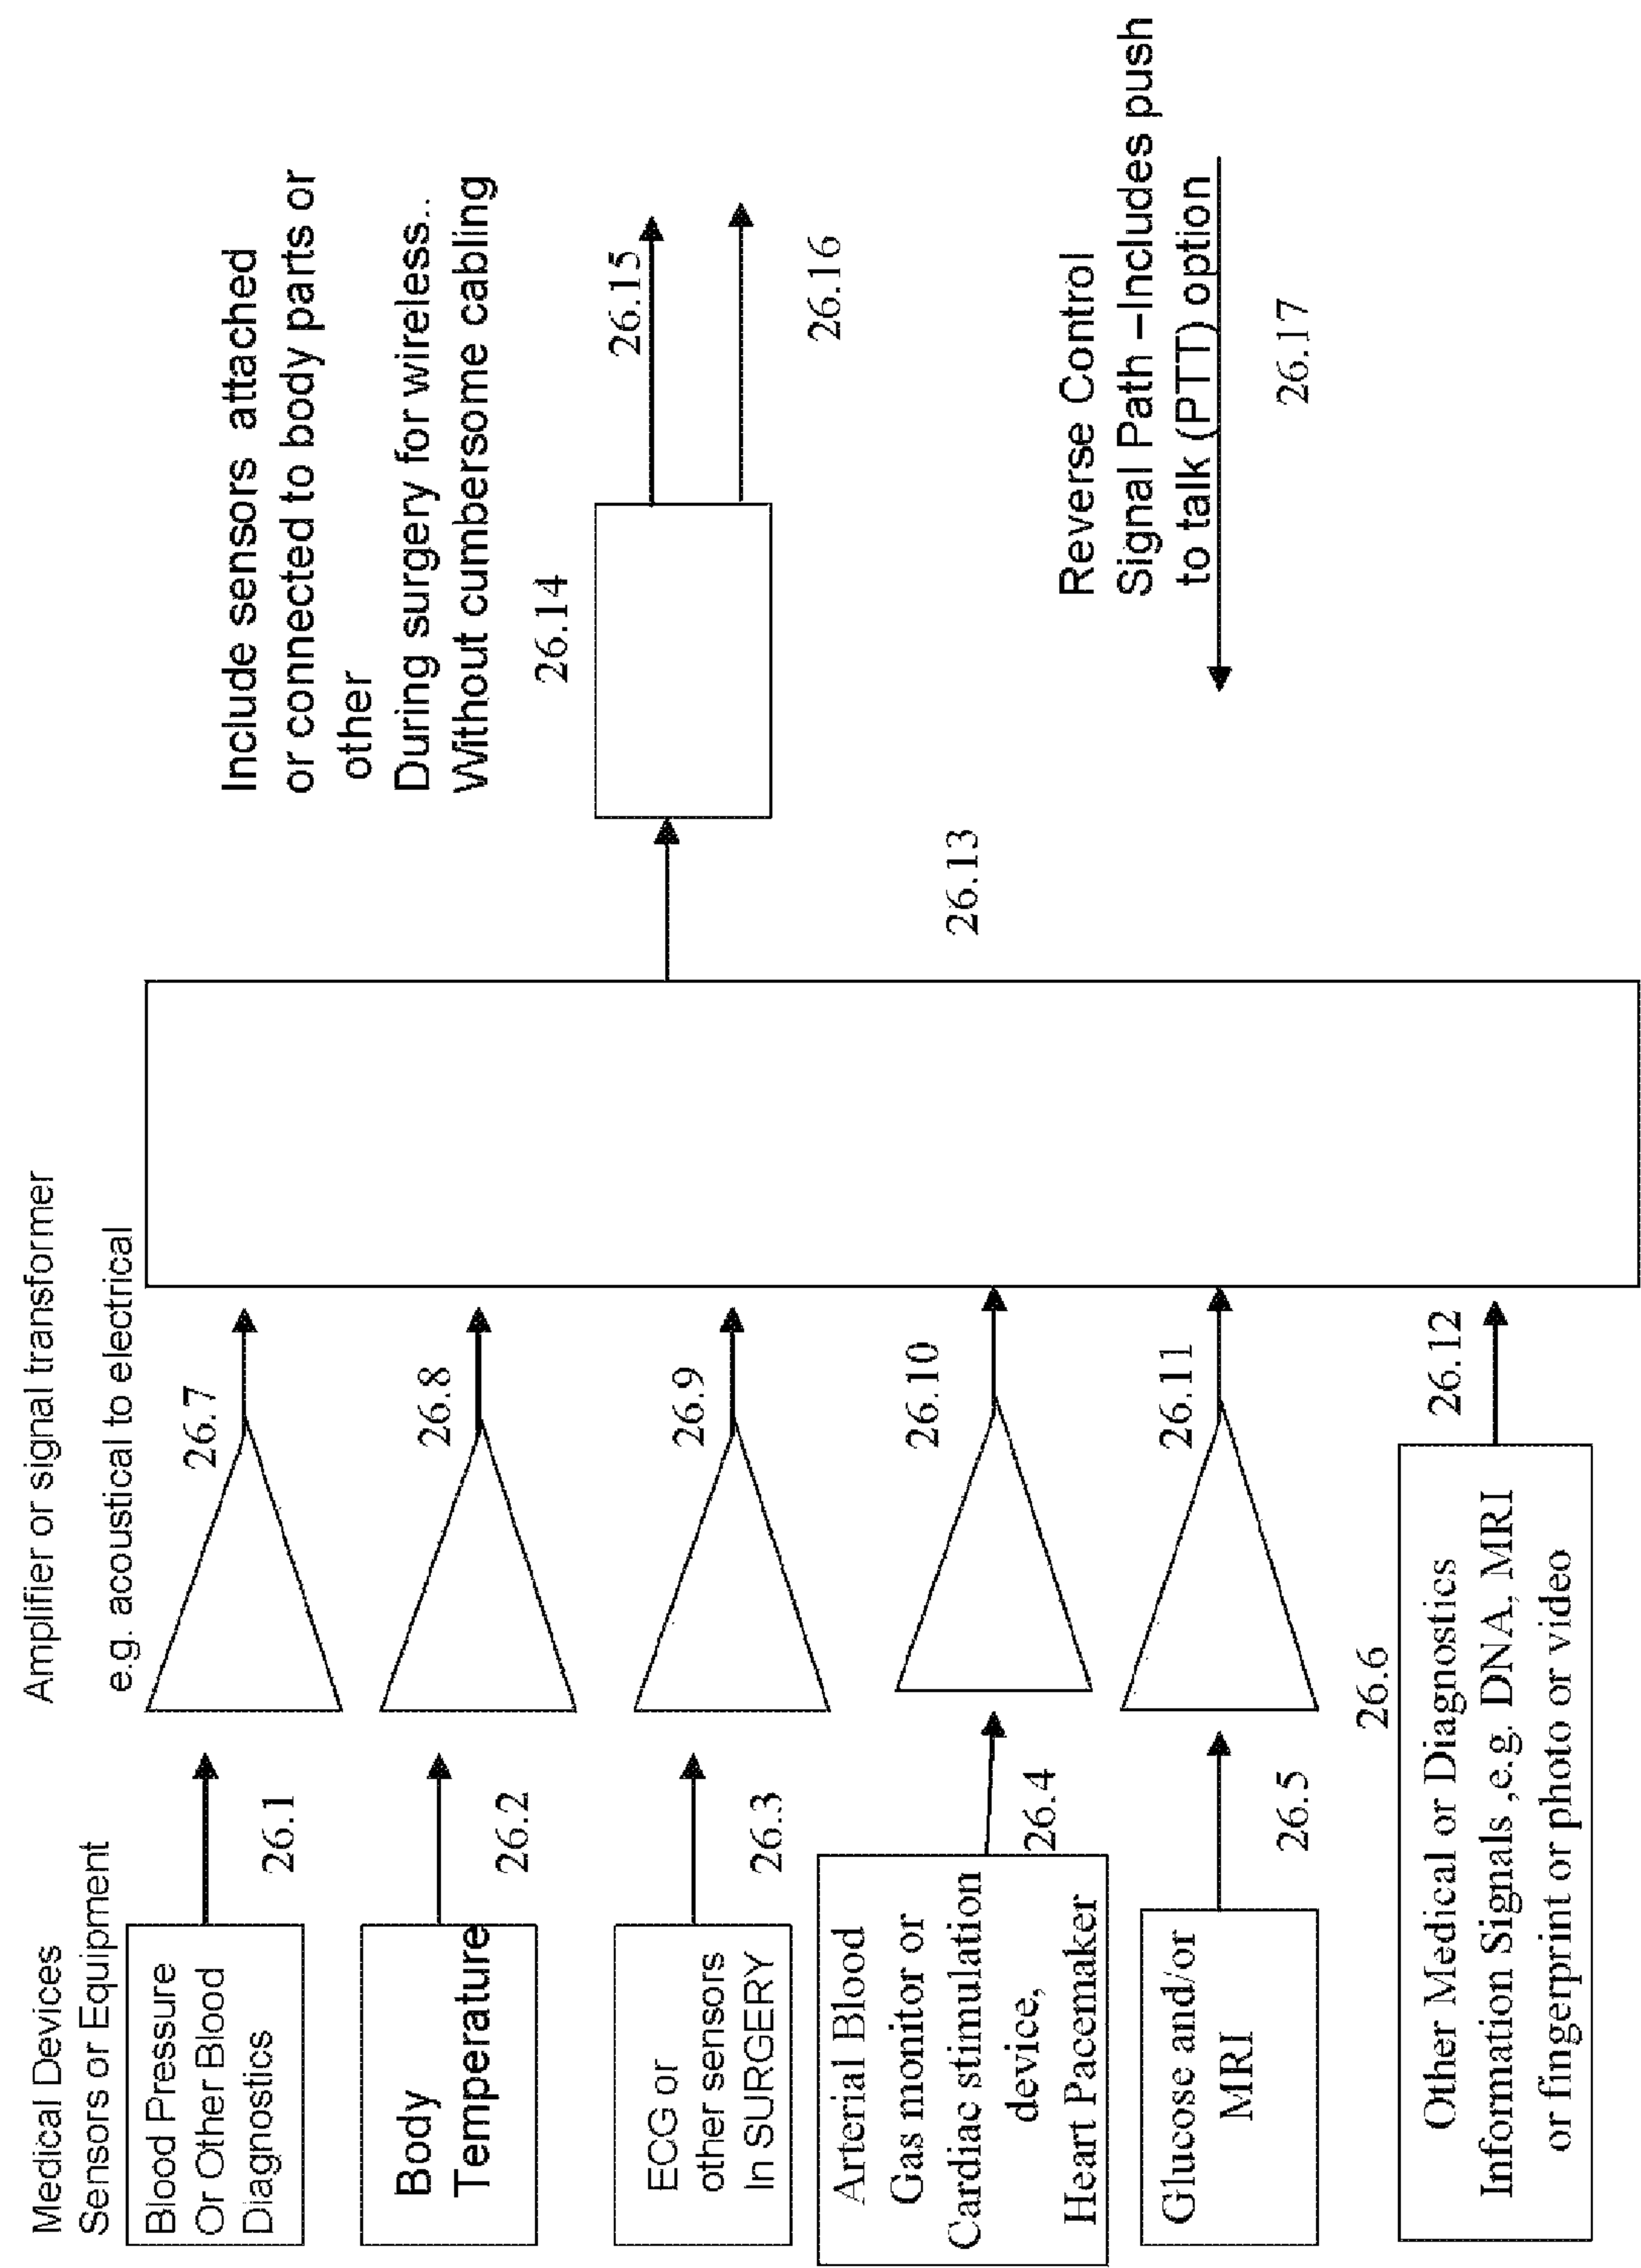 Medical Devices
Sensors or Equipment
Amplifier or signal transformer
e.g. acoustical to electrical
Blood Pressure
Or Other Blood
Diagnostics
26.1
26.7
Body
Temperature
26.2
26.8
ECG or
other sensors
In SURGERY
26.3
26.9
Arterial Blood
Gas monitor or
Cardiac stimulation
device,
Heart Pacemaker
26.4
26.10
Glucose and/or
MRI
26.5
26.11
26.6
Other Medical or Diagnostics
Information Signals ,e.g. DNA, MRI
or fingerprint or photo or video
26.12
26.13
Include sensors attached
or connected to body parts or
other
During surgery for wireless..
Without cumbersome cabling
26.14
26.15
26.16
Reverse Control
Signal Path –Includes push
to talk (PTT) option
26.17